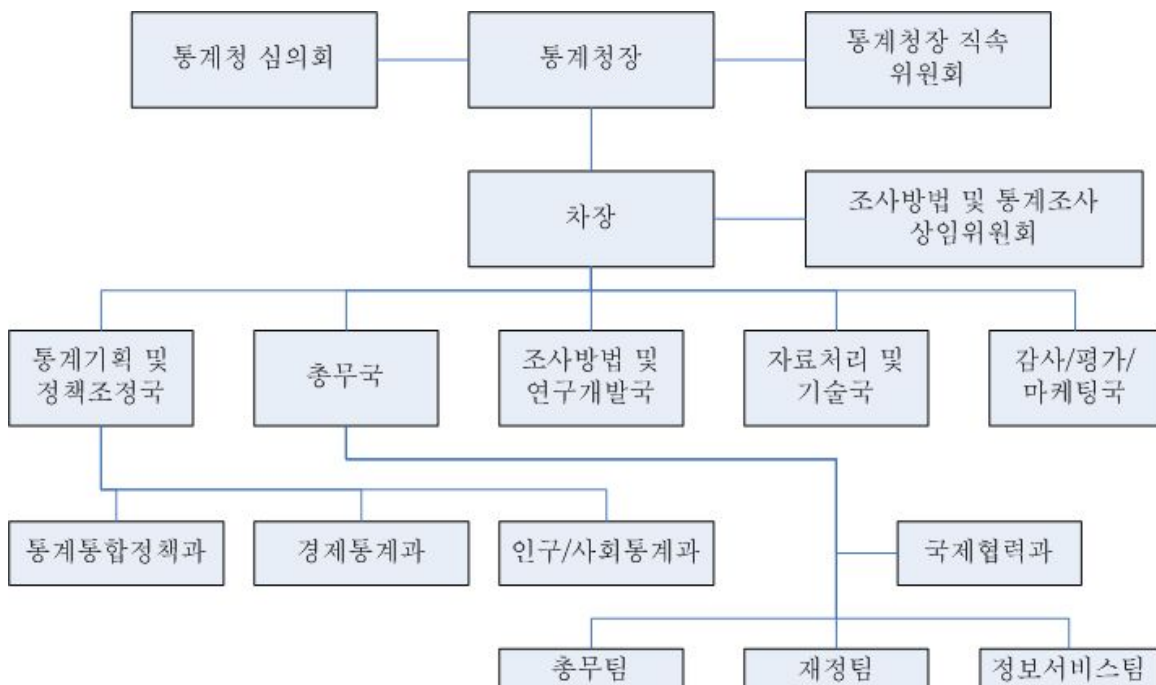 통계청 심의회
통계청장
통계청장 직속
위원회
차장
조사방법 및 통계조사
상임위원회
통계기획 및
정책조정국
총무국
조사방법 및
연구개발국
자료처리 및
기술국
감사/평가/
마케팅국
통계통합정책과
경제통계과
인구/사회통계과
국제협력과
총무팀
재정팀
정보서비스팀